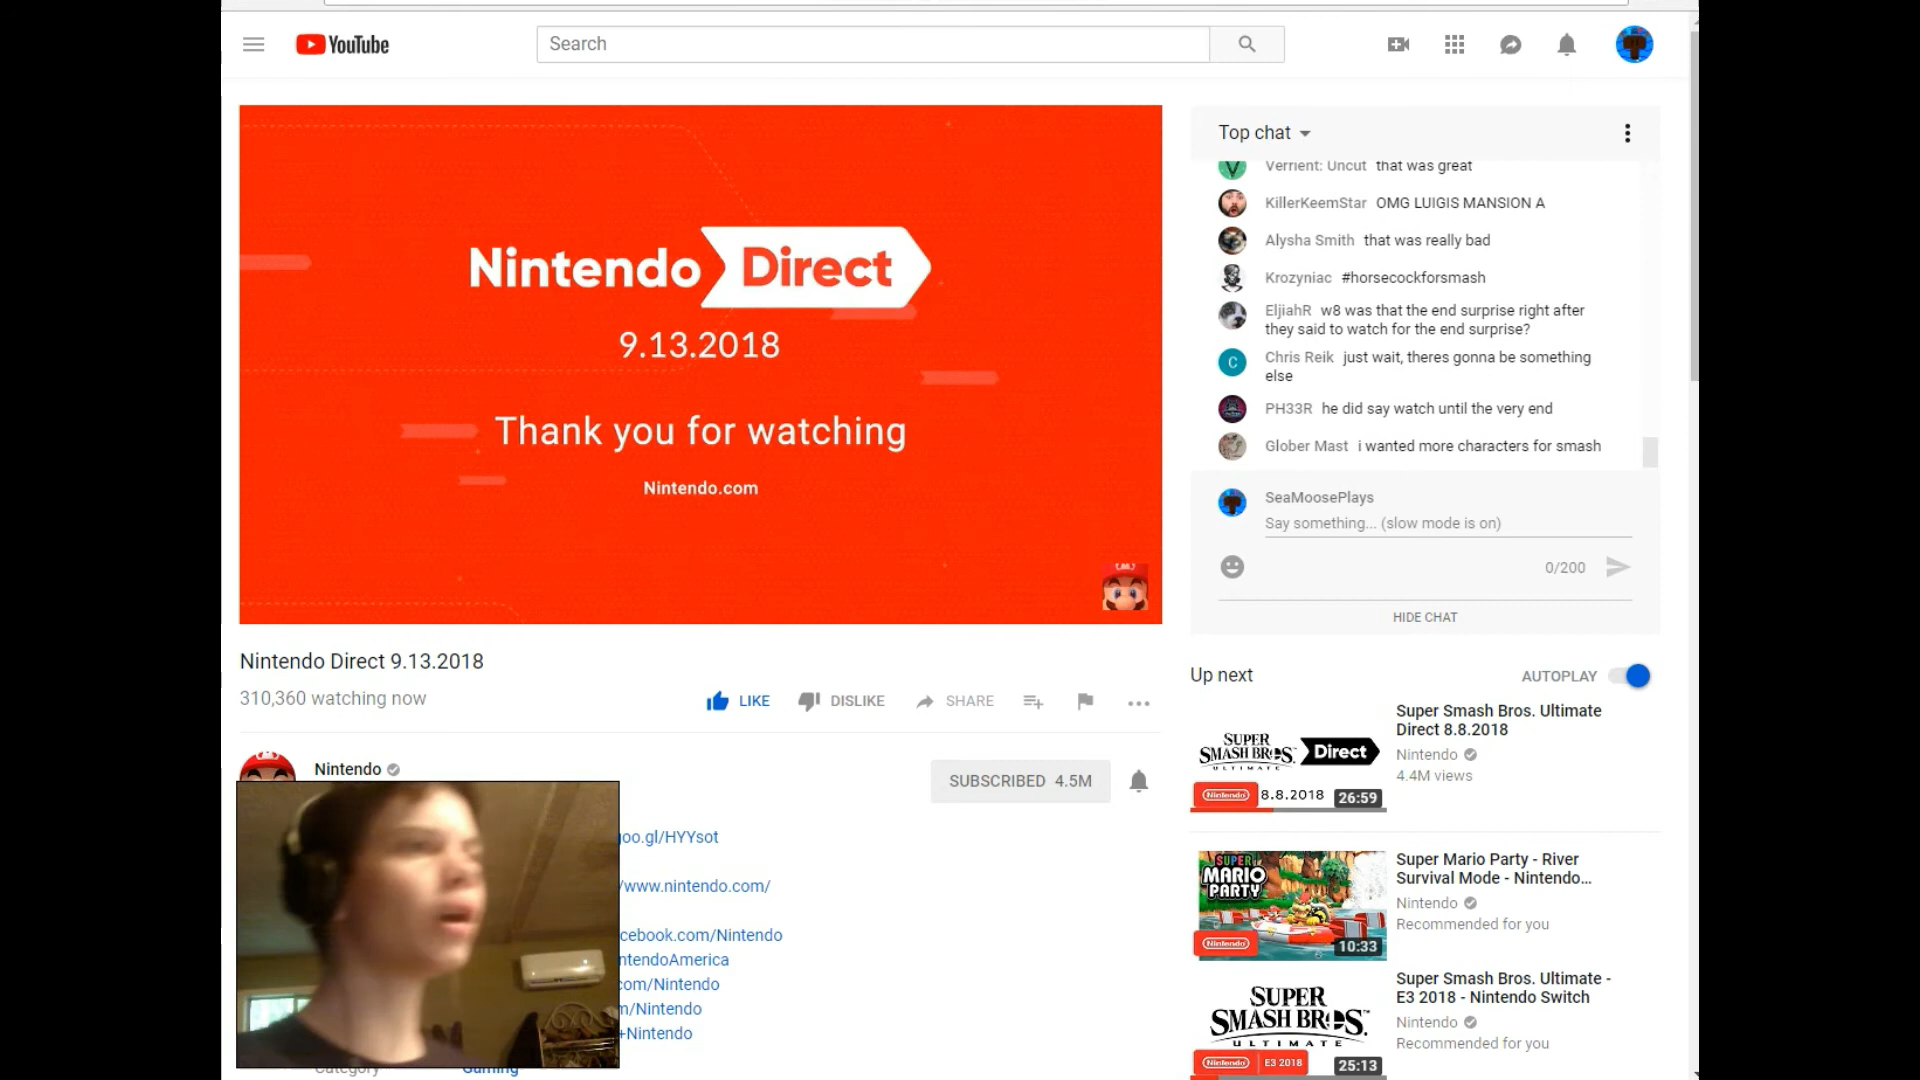 YouTube
Search
Nintendo Direct
9.13.2018
Thank you for watching
Nintendo.com
Top chat
Verrient: Uncut that was great
KillerKeemStar OMG LUIGIS MANSION A
Alysha Smith that was really bad
Krozyniac #horsecockforsmash
EljiahR w8 was that the end surprise right after
they said to watch for the end surprise?
C
Chris Reik just wait, theres gonna be something
else
PH33R he did say watch until the very end
Glober Mast i wanted more characters for smash
SeaMoosePlays
Say something... (slow mode is on)
0/200
HIDE CHAT
Nintendo Direct 9.13.2018
310,360 watching now
LIKE
DISLIKE
SHARE
Nintendo
SUBSCRIBED 4.5M
goo.gl/HYYsot
/www.nintendo.com/
cebook.com/Nintendo
ntendoAmerica
com/Nintendo
m/Nintendo
+Nintendo
Category
Gaming
Up next
AUTOPLAY
SUPER
SMASH BROS.
ULTIMATE
Direct
Nintendo
8.8.2018
26:59
Super Smash Bros. Ultimate
Direct 8.8.2018
Nintendo
4.4M views
SUPER
MARIO
PARTY
Nintendo
10:33
Super Mario Party - River
Survival Mode - Nintendo...
Nintendo
Recommended for you
SUPER
SMASH BROS.
ULTIMATE
Nintendo
E3 2018
25:13
Super Smash Bros. Ultimate -
E3 2018 - Nintendo Switch
Nintendo
Recommended for you